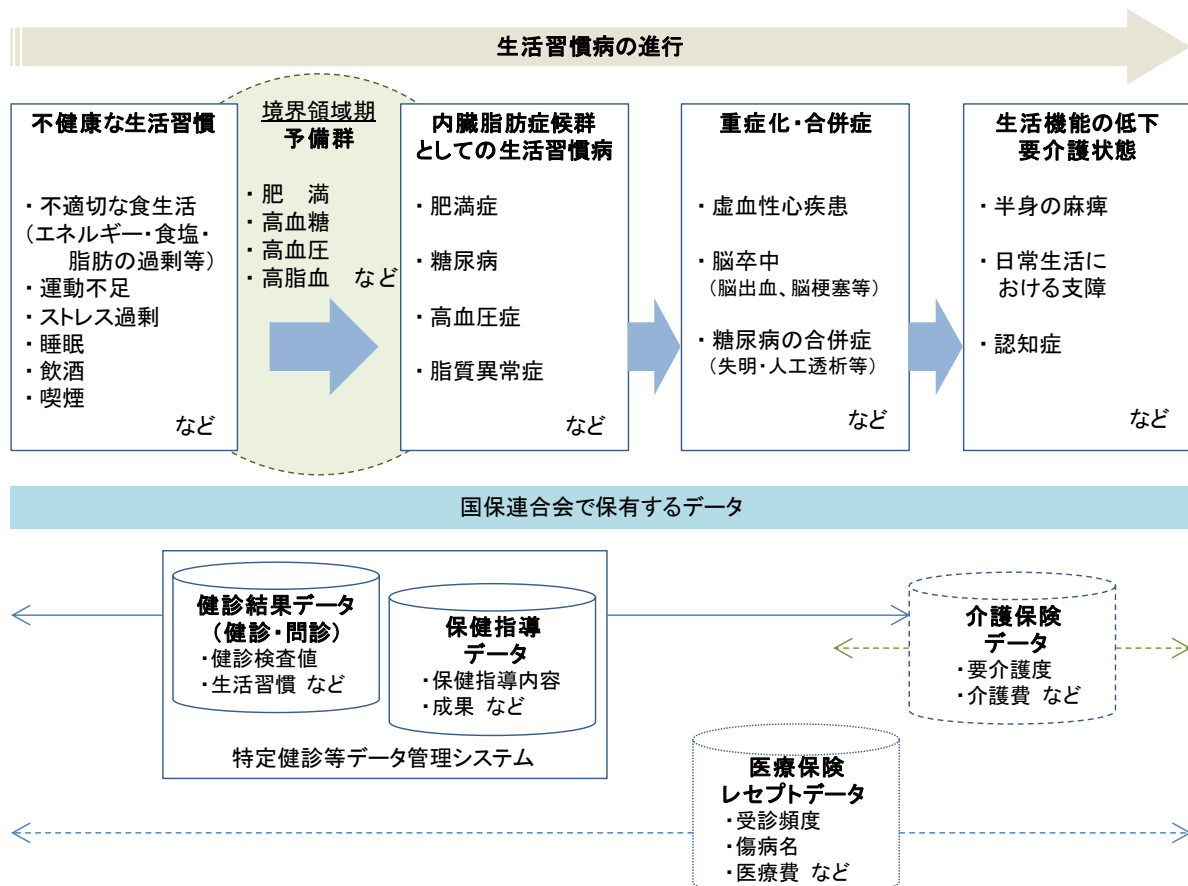 生活習慣病の進行
不健康な生活習慣
・不適切な食生活
（エネルギー・食塩・
脂肪の過剰等）
・運動不足
・ストレス過剰
・睡眠
・飲酒
・喫煙
など
境界領域期
予備群
・肥　満
・高血糖
・高血圧
・高脂血　など
内臓脂肪症候群
としての生活習慣病
・肥満症
・糖尿病
・高血圧症
・脂質異常症
など
重症化・合併症
・虚血性心疾患
・脳卒中
（脳出血、脳梗塞等）
・糖尿病の合併症
（失明・人工透析等）
など
生活機能の低下
要介護状態
・半身の麻痺
・日常生活に
おける支障
・認知症
など
国保連合会で保有するデータ
健診結果データ
（健診・問診）
・健診検査値
・生活習慣 など
保健指導
データ
・保健指導内容
・成果 など
特定健診等データ管理システム
介護保険
データ
・要介護度
・介護費 など
医療保険
レセプトデータ
・受診頻度
・傷病名
・医療費 など